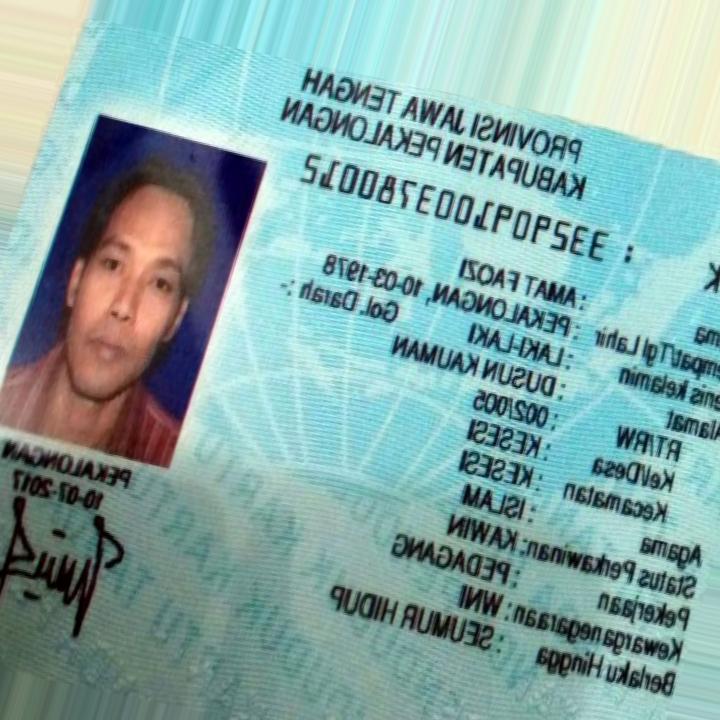 PROVINSI JAWA TENGAH
KABUPATEN PEKALONGAN
ama : AMAT FAOZI
empat/Tgl Lahir : PEKALONGAN, 10-03-1978
enis kelamin : LAKI-LAKI Gol. Darah : -
Alamat : DUSUN KAUMAN
RT/RW : 002/005
Kel/Desa : KESESI
Kecamatan : KESESI
Agama : ISLAM
Status Perkawinan: KAWIN
Pekerjaan : PEDAGANG
Kewarganegaraan: WNI
Berlaku Hingga : SEUMUR HIDUP
PEKALONGAN
10-07-2017